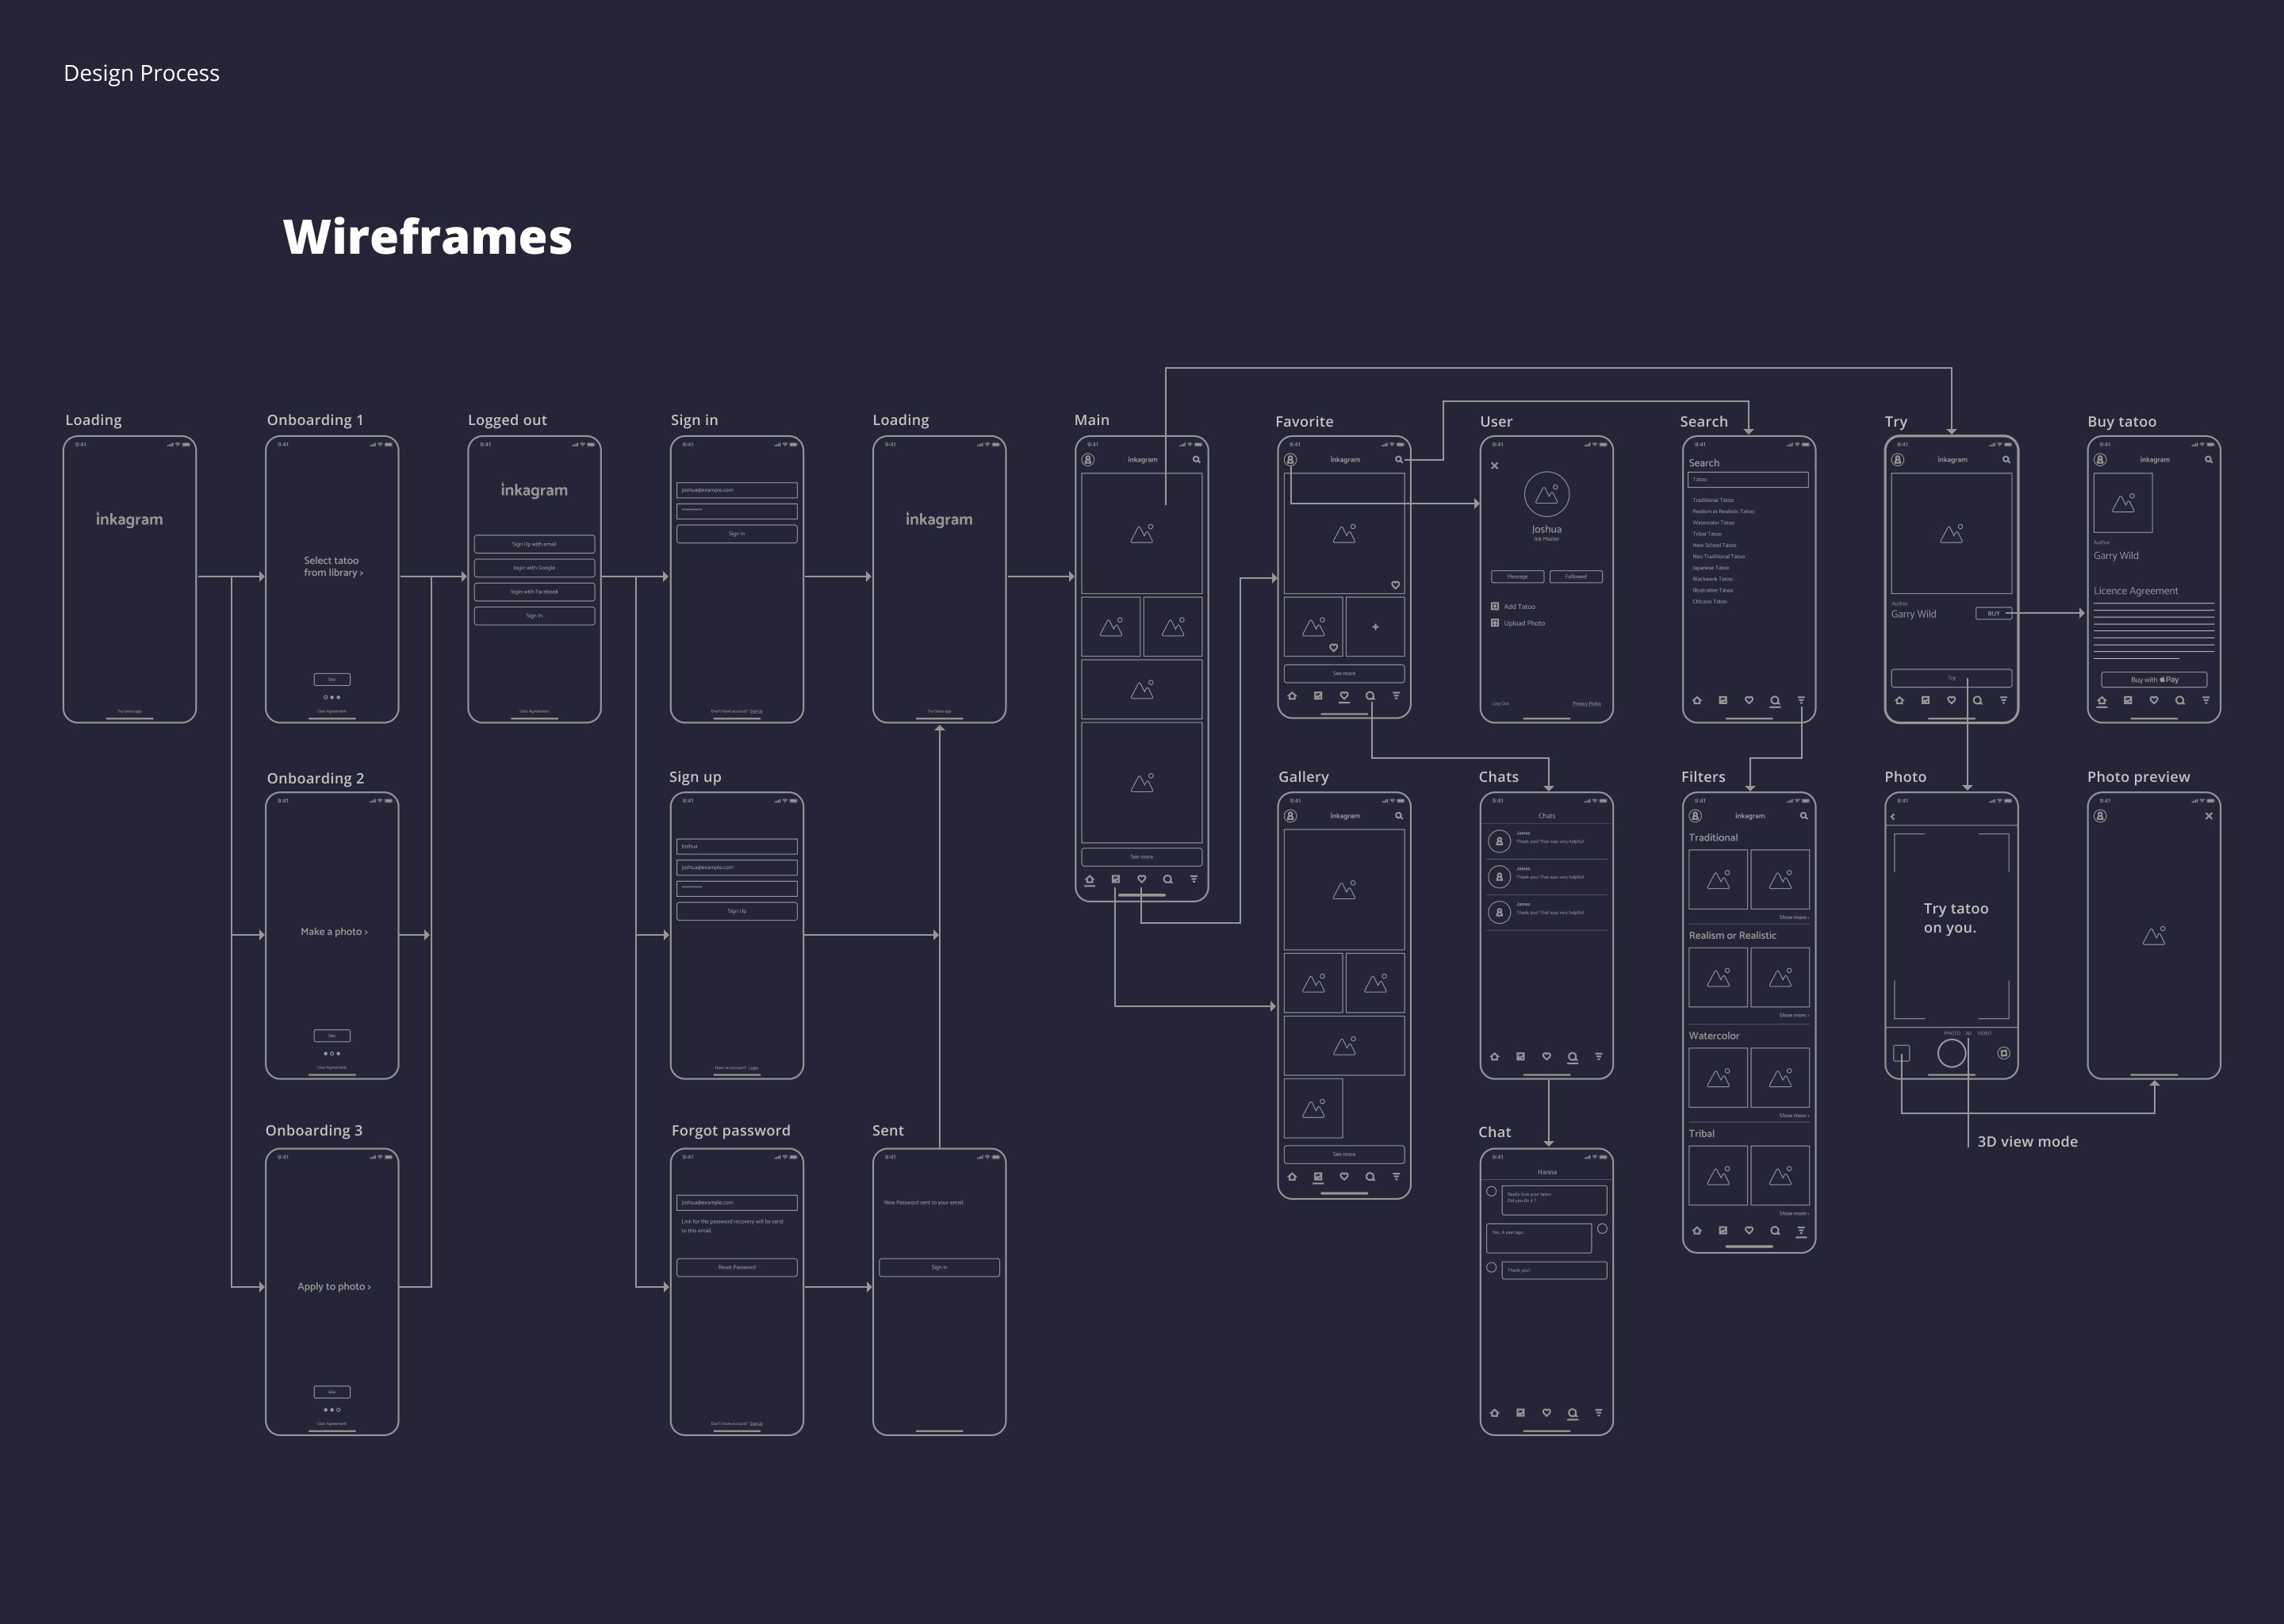 Design Process
Wireframes
Loading
9:41
inkagram
Try tatoo app
Onboarding 1
9:41
Select tatoo
from library ›
Skip
User Agreement
Logged out
9:41
inkagram
Sign Up with email
login with Google
login with Facebook
Sign In
User Agreement
Sign in
9:41
joshua@example.com
Sign In
Don't Have account? Sign Up
Loading
9:41
inkagram
Try tatoo app
Main
9:41
inkagram
See more
Favorite
9:41
inkagram
+
See more
User
9:41
Joshua
Ink Master
Message
Followed
Add Tatoo
Upload Photo
Log Out
Privacy Policy
Search
9:41
Search
Tatoo
Traditional Tatoo
Realism or Realistic Tatoo
Watercolor Tatoo
Tribal Tatoo
New School Tatoo
Neo Traditional Tatoo
Japanese Tatoo
Blackwork Tatoo
Illustrative Tatoo
Chicano Tatoo
Try
9:41
inkagram
Author
Garry Wild
BUY
Try
Buy tatoo
9:41
inkagram
Author
Garry Wild
Licence Agreement
Buy with Pay
Onboarding 2
9:41
Make a photo ›
Skip
User Agreement
Sign up
9:41
Joshua
joshua@example.com
Sign Up
Have an account? Login
Gallery
9:41
inkagram
See more
Chats
9:41
Chats
James
Thank you! That was very helpful!
James
Thank you! That was very helpful!
James
Thank you! That was very helpful!
Filters
9:41
inkagram
Traditional
Show more ›
Realism or Realistic
Show more ›
Watercolor
Show more ›
Tribal
Show more ›
Photo
9:41
Try tatoo
on you.
PHOTO 3D VIDEO
3D view mode
Photo preview
9:41
Onboarding 3
9:41
Apply to photo ›
Skip
User Agreement
Forgot password
9:41
joshua@example.com
Link for the password recovery will be send
to this email
Reset Password
Don't Have account? Sign Up
Sent
9:41
New Password sent to your email
Sign in
Chat
9:41
Hanna
Really love your tatoo.
Did you do it ?
Yes. A year ago.
Thank you!